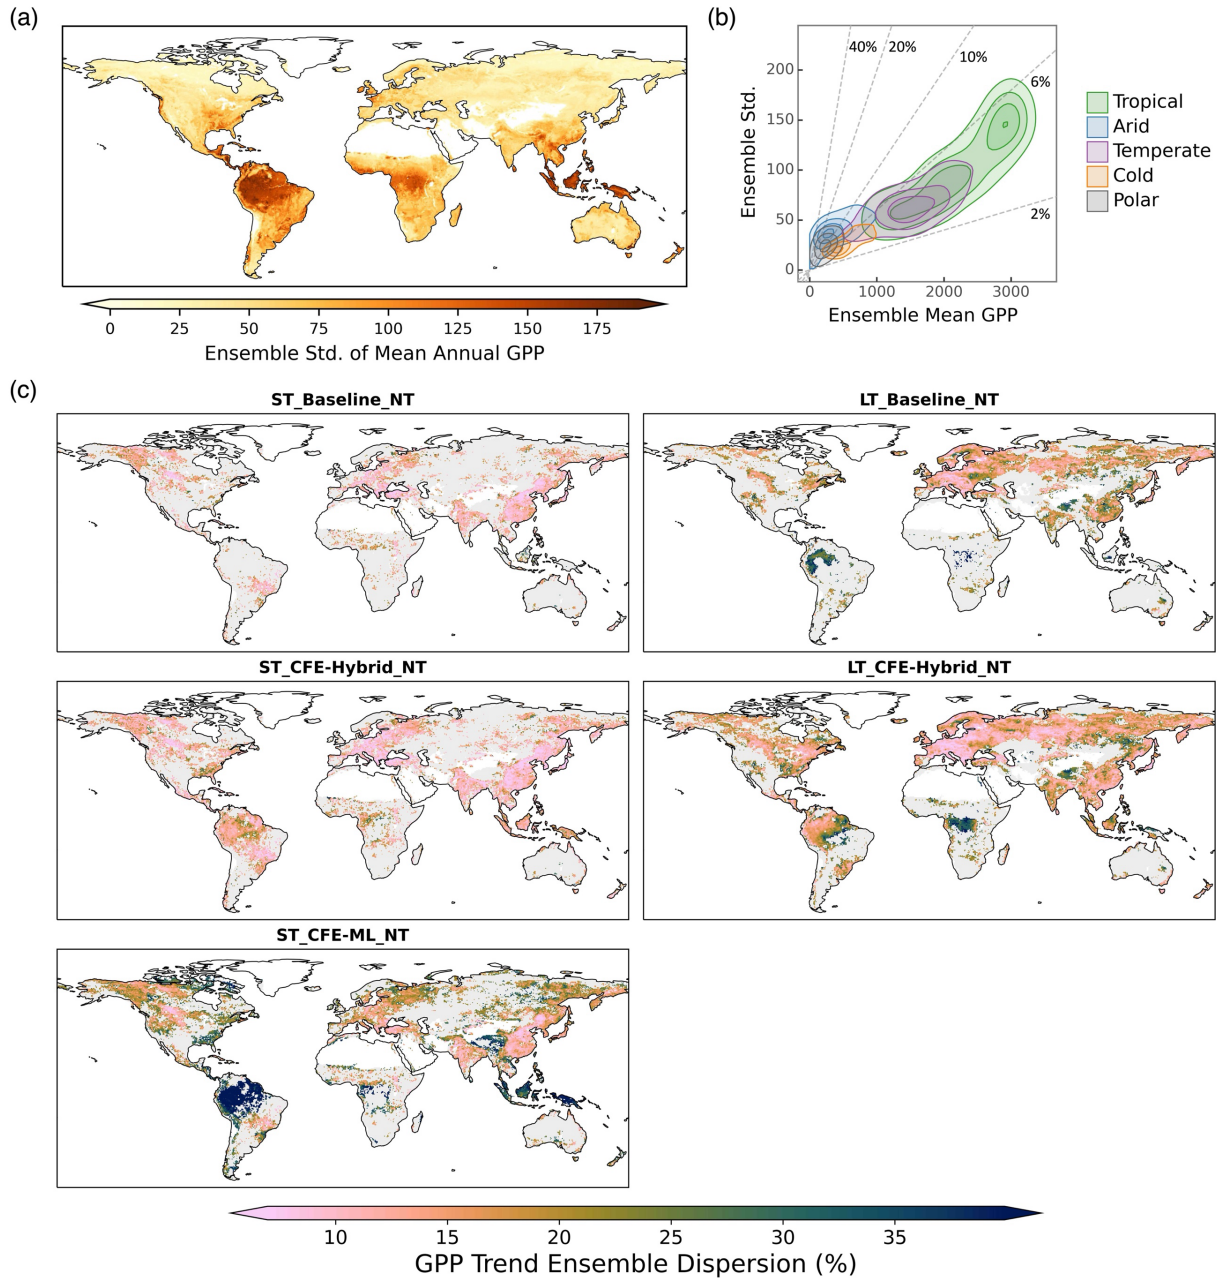 (a)
0 25 50 75 100 125 150 175
Ensemble Std. of Mean Annual GPP
(b)
Ensemble Std.
200
150
100
50
0
40% 20%
10%
6%
2%
0 1000 2000 3000
Ensemble Mean GPP
Tropical
Arid
Temperate
Cold
Polar
(c)
ST_Baseline_NT
LT_Baseline_NT
ST_CFE-Hybrid_NT
LT_CFE-Hybrid_NT
ST_CFE-ML_NT
10 15 20 25 30 35
GPP Trend Ensemble Dispersion (%)